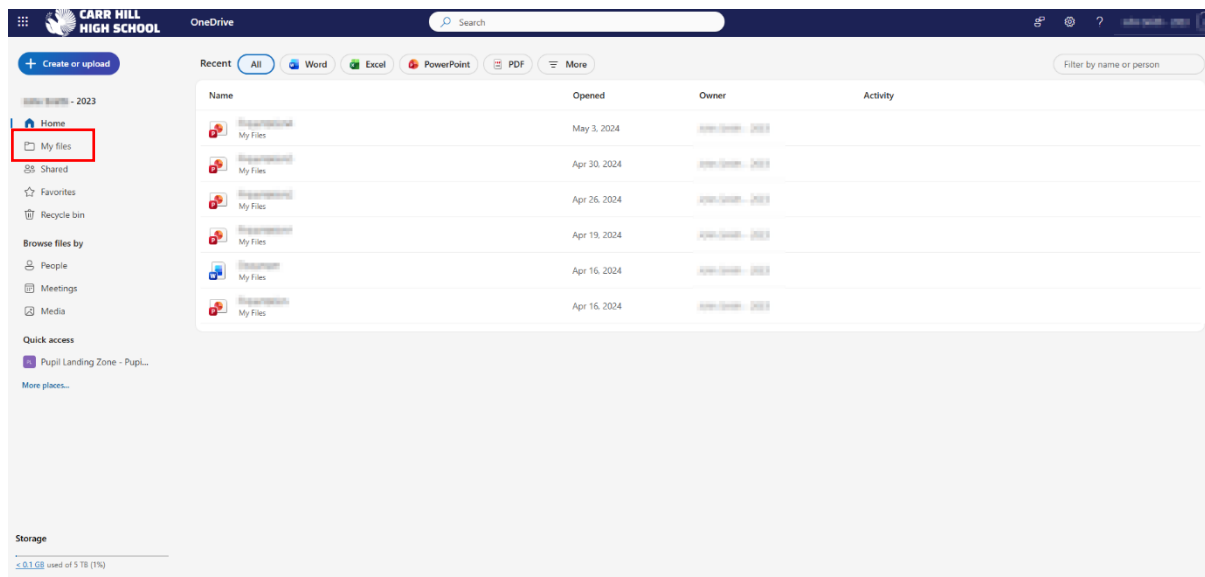 CARR HILL
HIGH SCHOOL
OneDrive
Search
?
+ Create or upload
Recent All Word Excel PowerPoint PDF More
Filter by name or person
- 2023
Name Opened Owner Activity
Home
My files
Shared
Favorites
Recycle bin
Browse files by
People
Meetings
Media
Quick access
Pupil Landing Zone - Pupi...
More places...
My Files
May 3, 2024
My Files
Apr 30, 2024
My Files
Apr 26, 2024
My Files
Apr 19, 2024
My Files
Apr 16, 2024
My Files
Apr 16, 2024
Storage
< 0.1 GB used of 5 TB (1%)